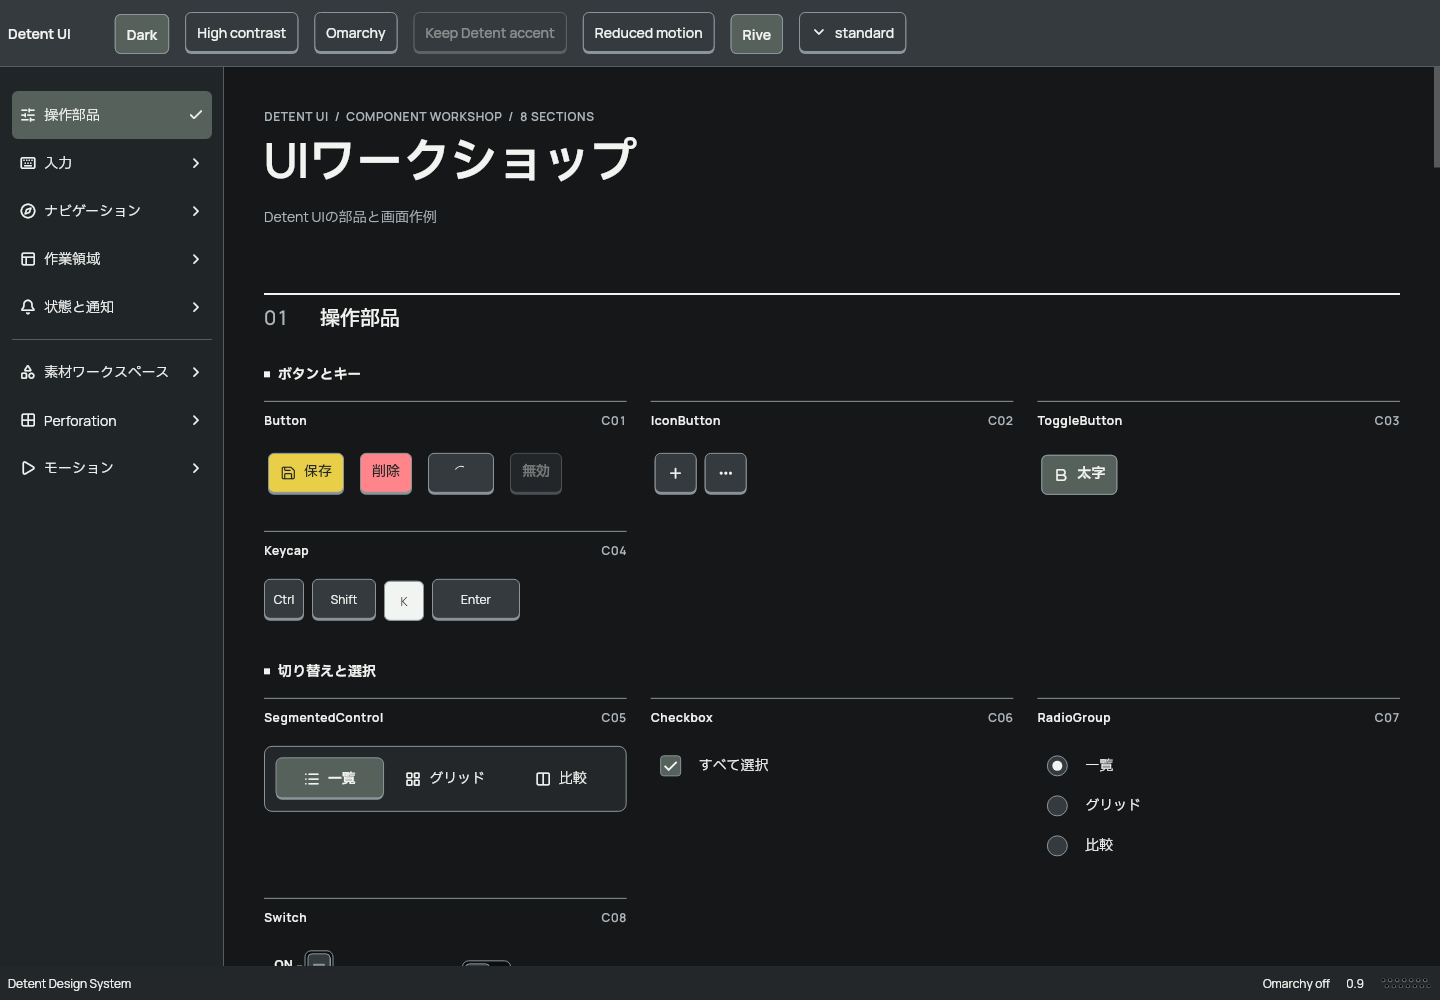 Detent UI
Dark
High contrast
Omarchy
Keep Detent accent
Reduced motion
Rive
standard
操作部品
入力
ナビゲーション
作業領域
状態と通知
素材ワークスペース
Perforation
モーション
DETENT UI / COMPONENT WORKSHOP / 8 SECTIONS
UIワークショップ
Detent UIの部品と画面作例
01 操作部品
ボタンとキー
Button C01
IconButton C02
ToggleButton C03
保存
削除
無効
太字
Keycap C04
Ctrl
Shift
K
Enter
切り替えと選択
SegmentedControl C05
Checkbox C06
RadioGroup C07
一覧
グリッド
比較
すべて選択
一覧
グリッド
比較
Switch C08
ON
Detent Design System
Omarchy off 0.9